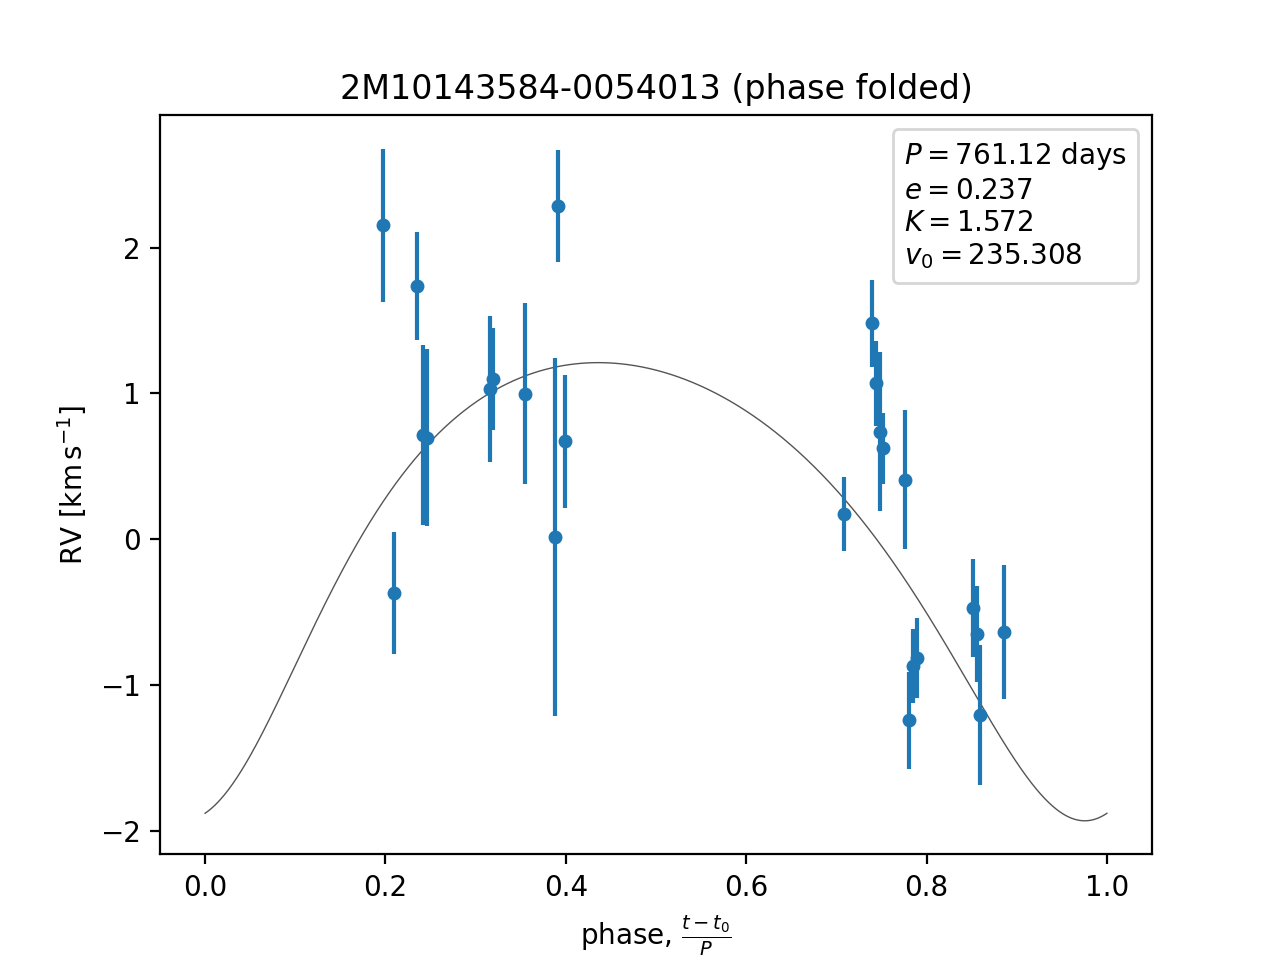 2M10143584-0054013 (phase folded)
P = 761.12 days
e = 0.237
K = 1.572
v₀ = 235.308
2
1
0
−1
−2
RV [km s⁻¹]
0.0 0.2 0.4 0.6 0.8 1.0
phase, (t − t₀)/P